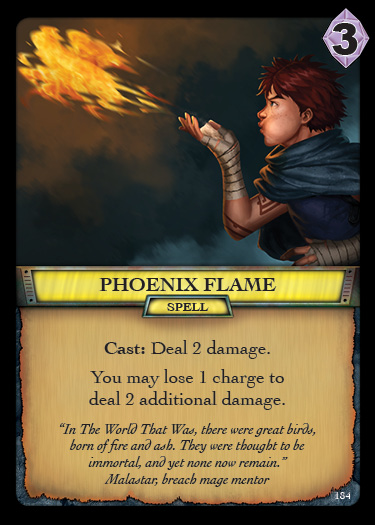 3
PHOENIX FLAME
SPELL
Cast: Deal 2 damage.
You may lose 1 charge to
deal 2 additional damage.
“In The World That Was, there were great birds,
born of fire and ash. They were thought to be
immortal, and yet none now remain.”
Malastar, breach mage mentor
184